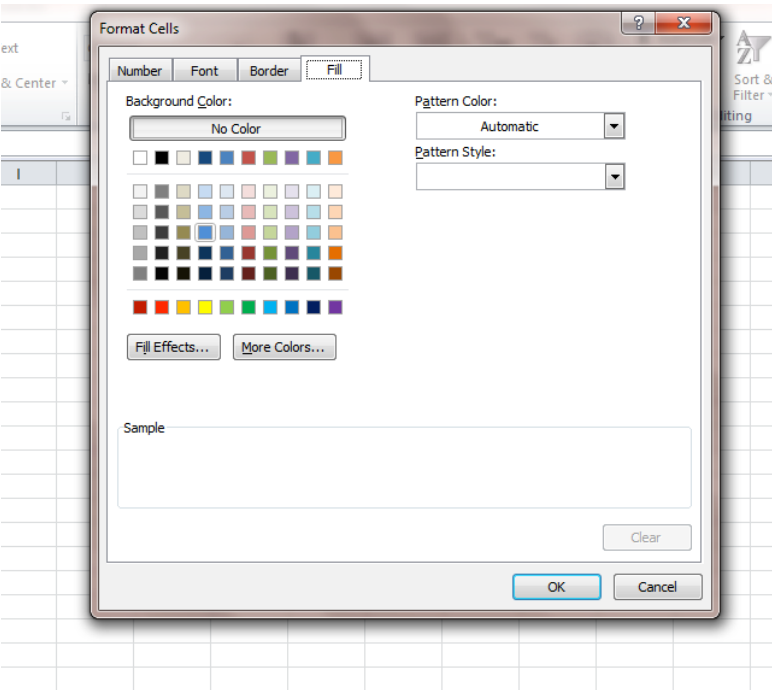 Format Cells
?
ext
& Center
A
Z
Sort &
Filter
iting
Number Font Border Fill
Background Color:
No Color
Pattern Color:
Automatic
Pattern Style:
I
Fill Effects... More Colors...
Sample
Clear
OK Cancel